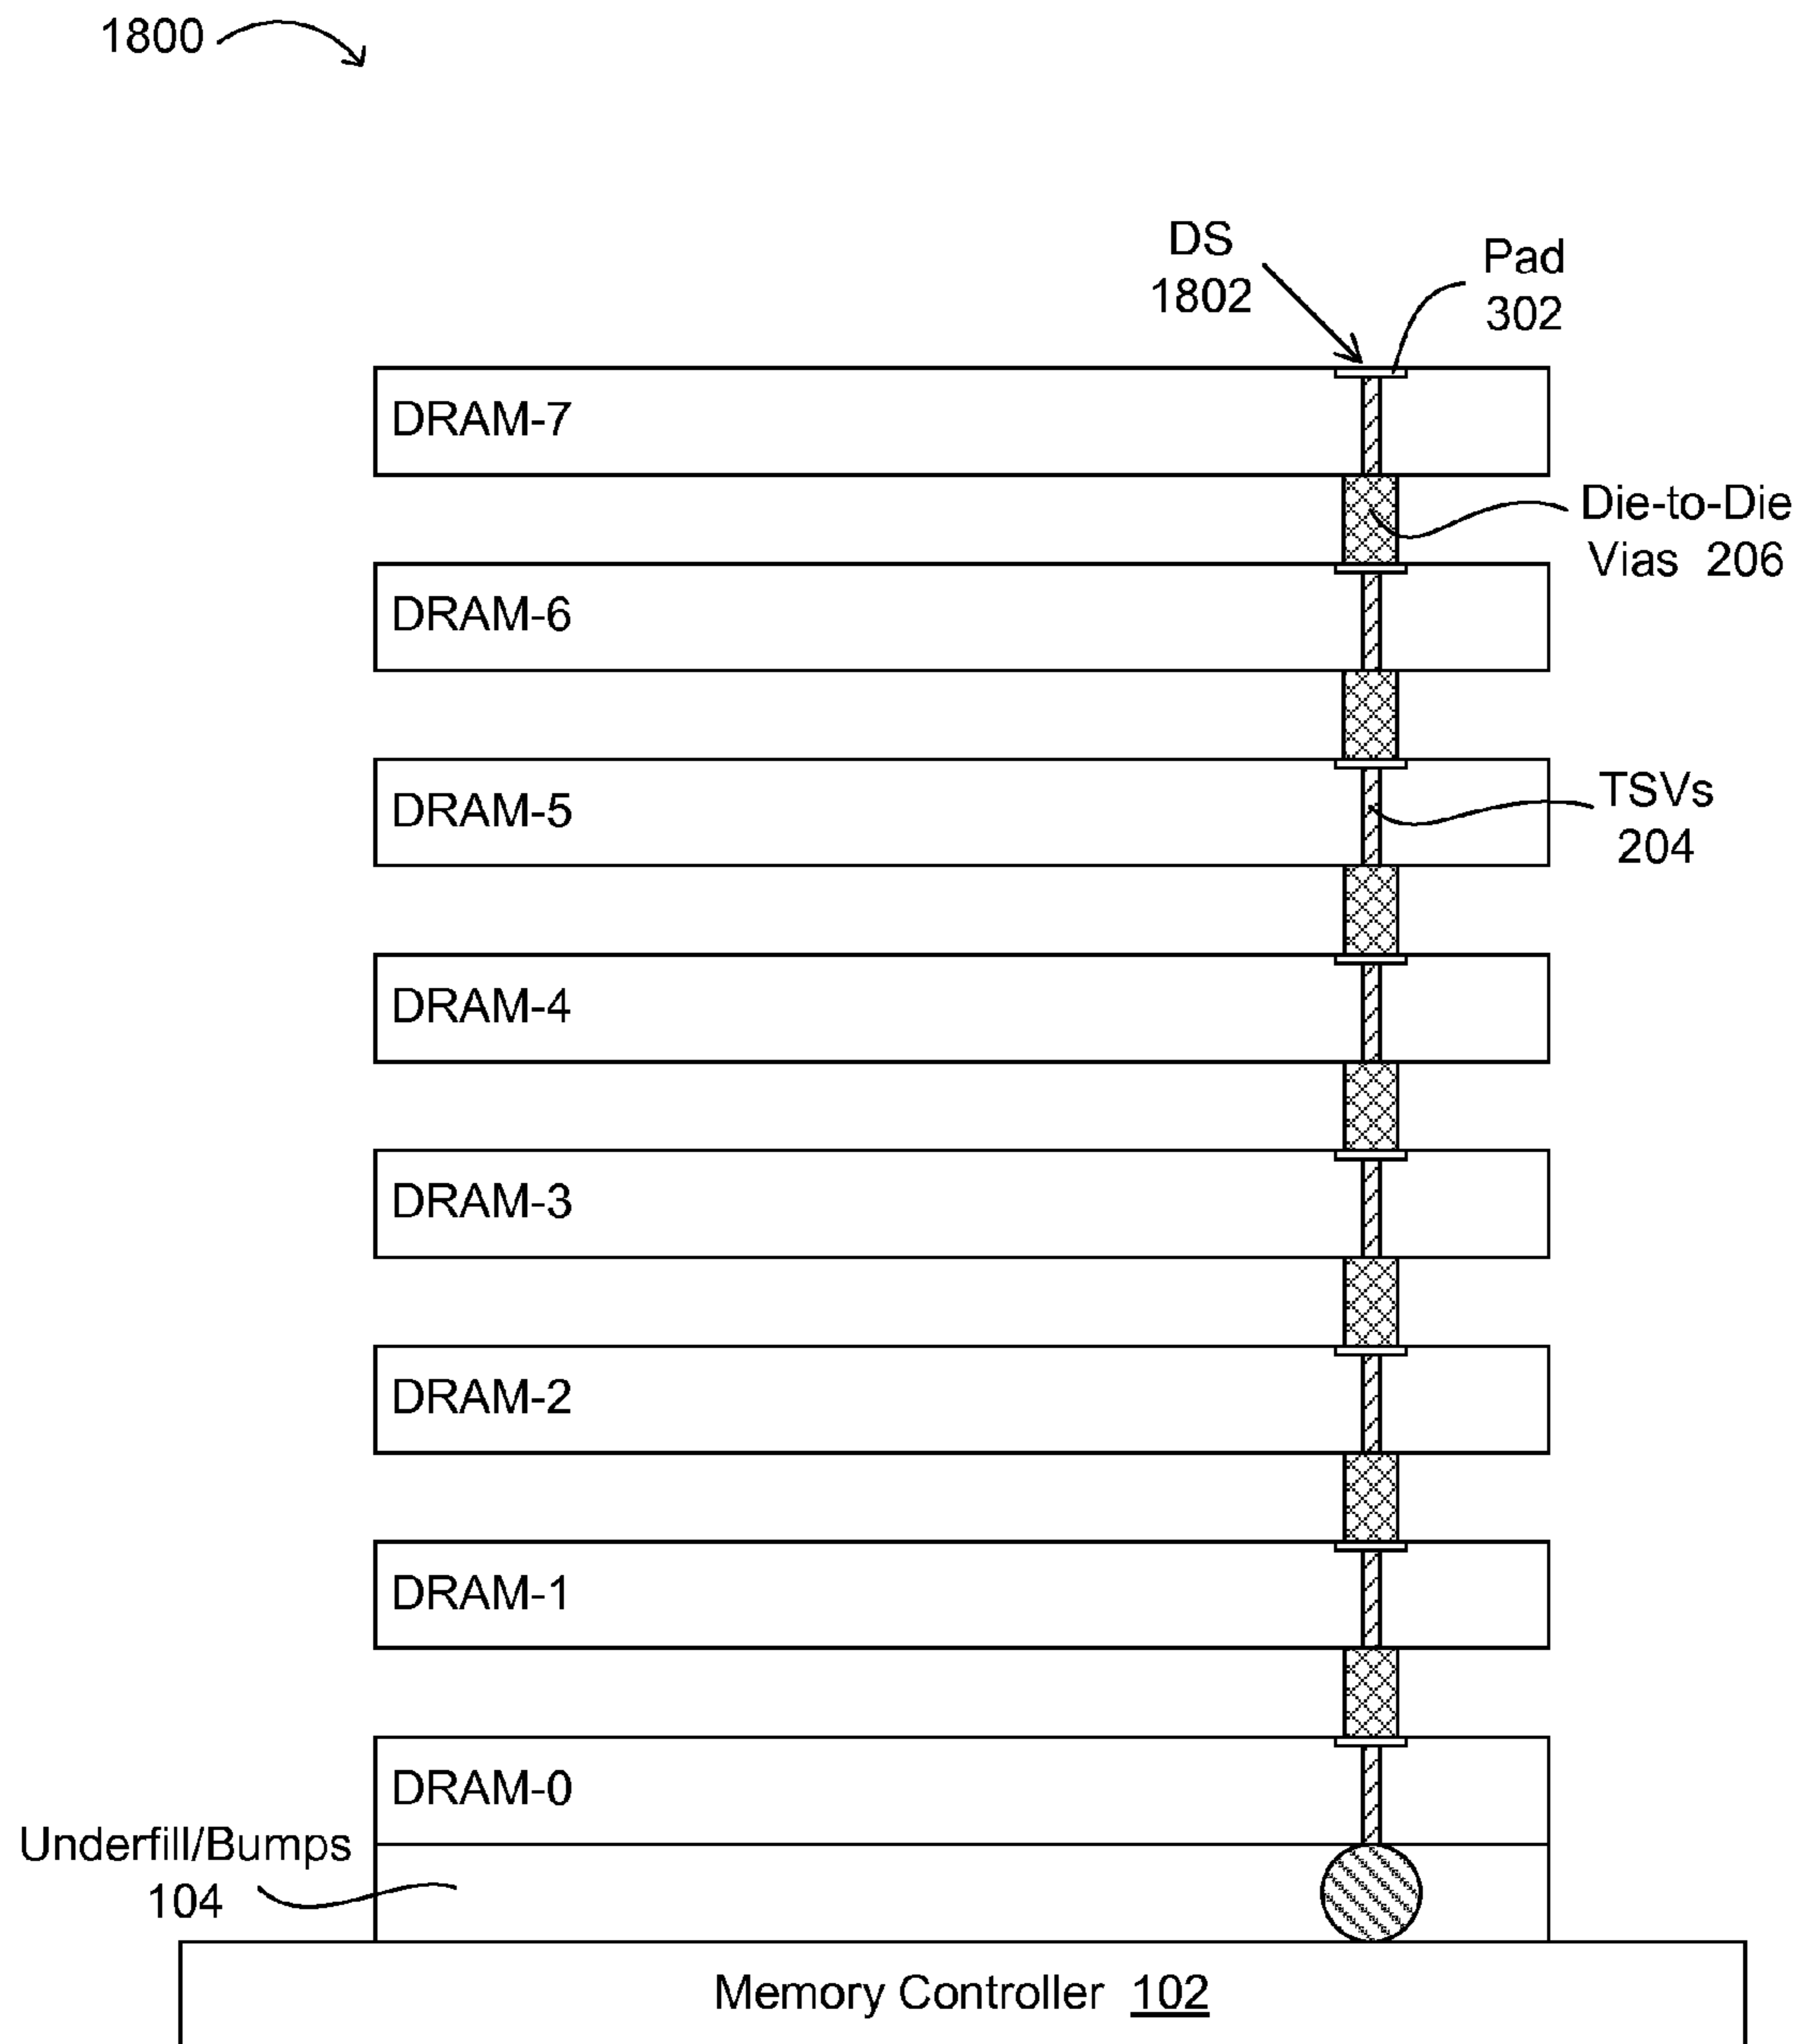 1800
DS
1802
Pad
302
DRAM-7
Die-to-Die
Vias 206
DRAM-6
DRAM-5
TSVs
204
DRAM-4
DRAM-3
DRAM-2
DRAM-1
DRAM-0
Underfill/Bumps
104
Memory Controller 102